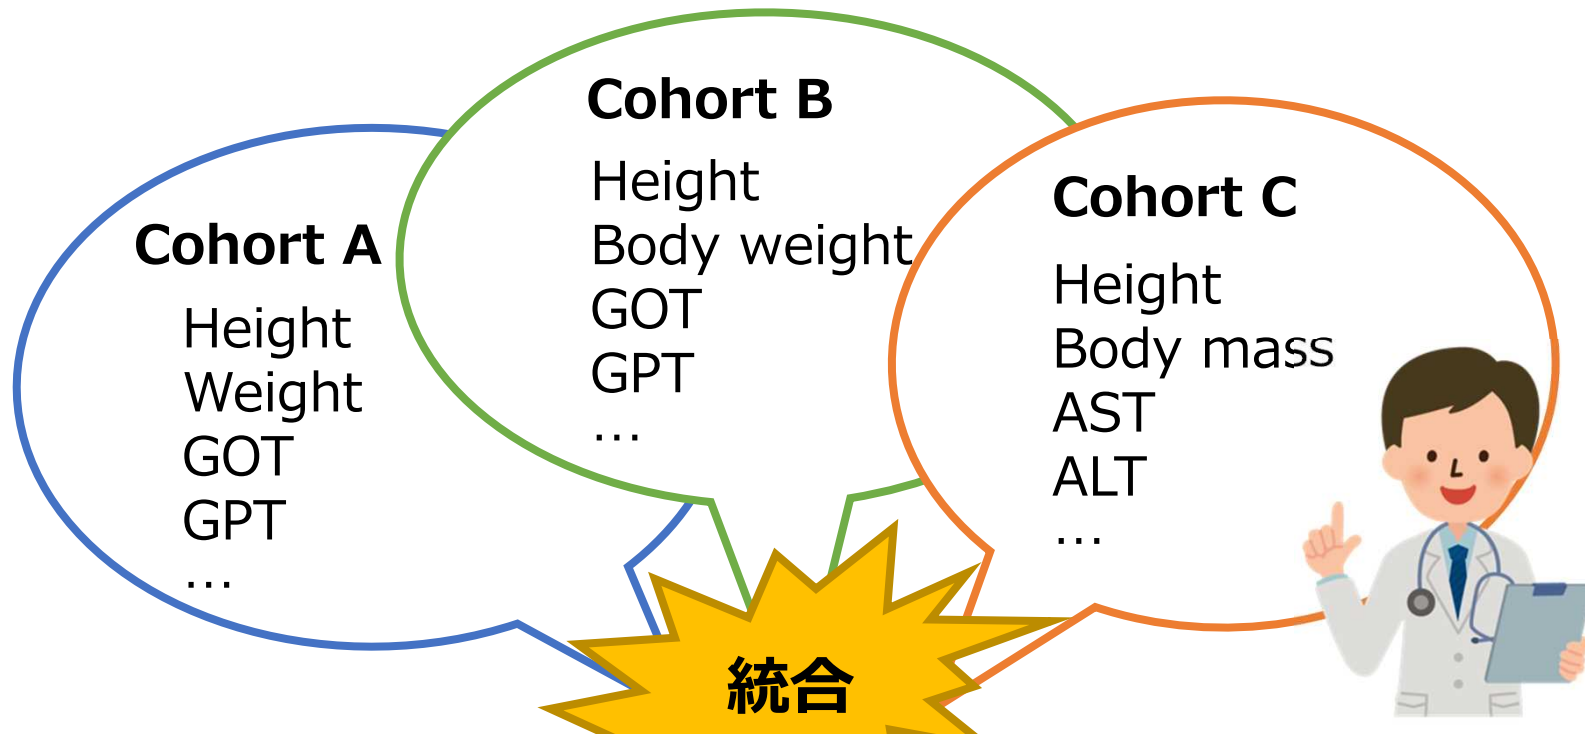 Cohort A
Height
Weight
GOT
GPT
…
Cohort B
Height
Body weight
GOT
GPT
…
Cohort C
Height
Body mass
AST
ALT
…
統合